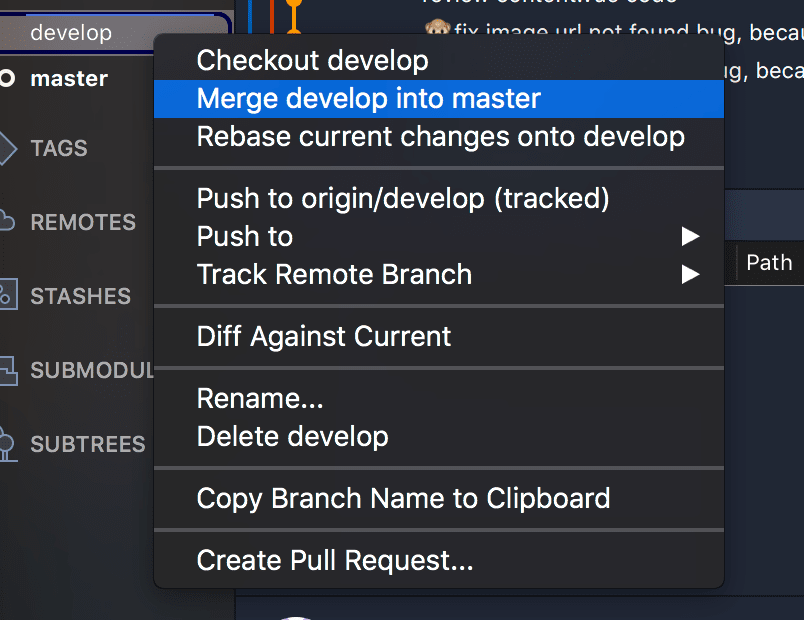 develop
master
TAGS
REMOTES
STASHES
SUBMODUL
SUBTREES
fix image url not found bug, becau
ug, beca
Checkout develop
Merge develop into master
Rebase current changes onto develop
Push to origin/develop (tracked)
Push to
Track Remote Branch
Diff Against Current
Rename...
Delete develop
Copy Branch Name to Clipboard
Create Pull Request...
Path